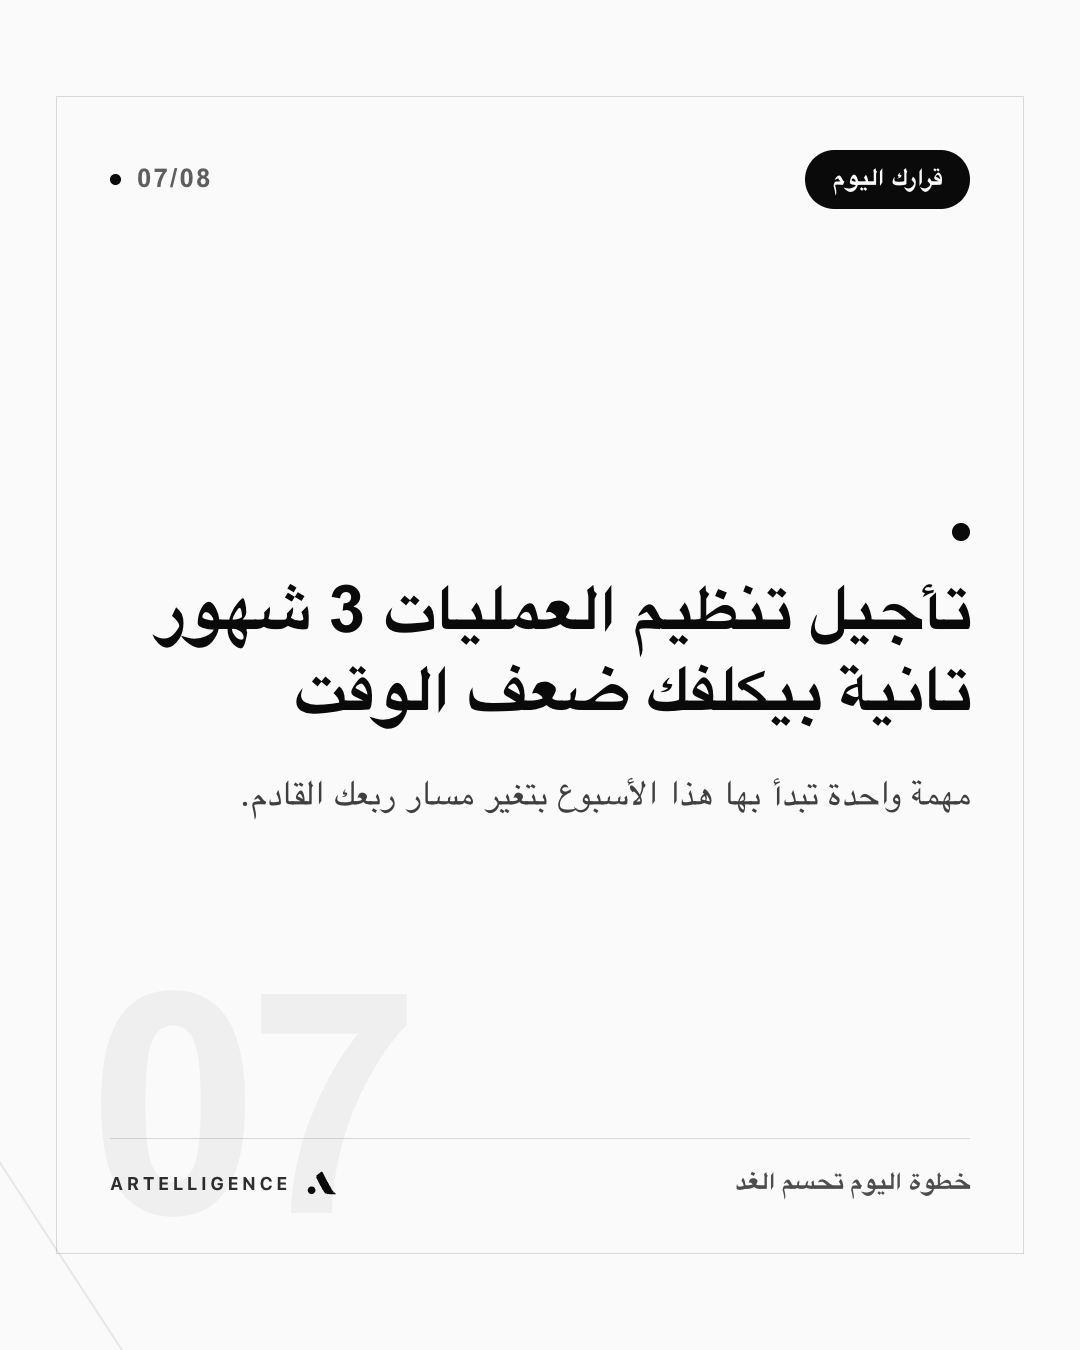 قرارك اليوم
07/08
تأجيل تنظيم العمليات 3 شهور
تانية بيكلفك ضعف الوقت
مهمة واحدة تبدأ بها هذا الأسبوع بتغير مسار ربعك القادم.
07
خطوة اليوم تحسم الغد
ARTELLIGENCE